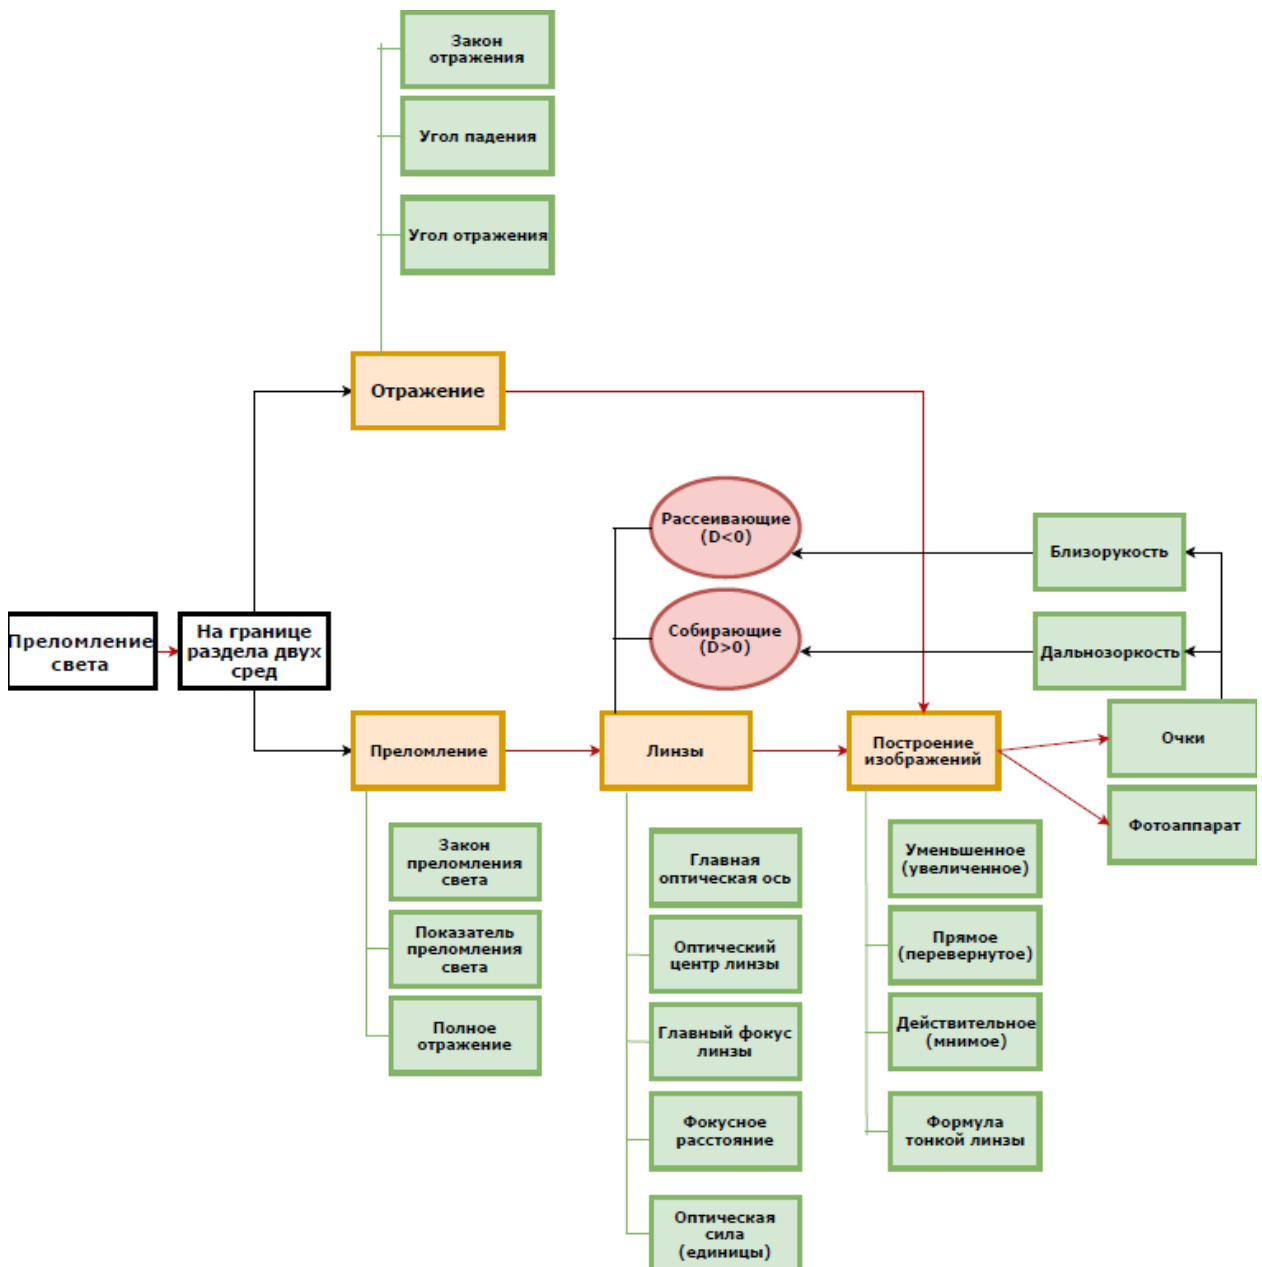 Закон
отражения
Угол падения
Угол отражения
Отражение
Рассеивающие
(D<0)
Близорукость
Собирающие
(D>0)
Дальнозоркость
Преломление
света
На границе
раздела двух
сред
Преломление
Линзы
Построение
изображений
Очки
Фотоаппарат
Закон
преломления
света
Показатель
преломления
света
Полное
отражение
Главная
оптическая ось
Оптический
центр линзы
Главный фокус
линзы
Фокусное
расстояние
Оптическая
сила
(единицы)
Уменьшенное
(увеличенное)
Прямое
(перевернутое)
Действительное
(мнимое)
Формула
тонкой линзы